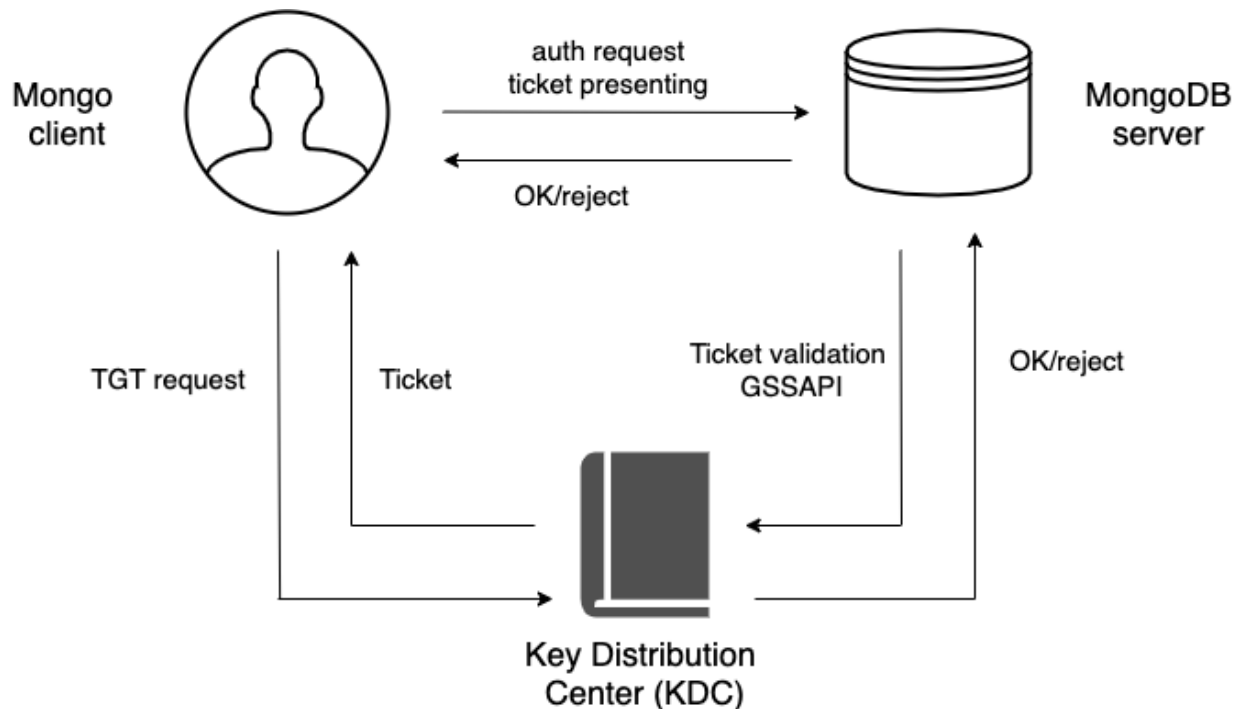 Mongo
client
auth request
ticket presenting
OK/reject
MongoDB
server
TGT request
Ticket
Ticket validation
GSSAPI
OK/reject
Key Distribution
Center (KDC)